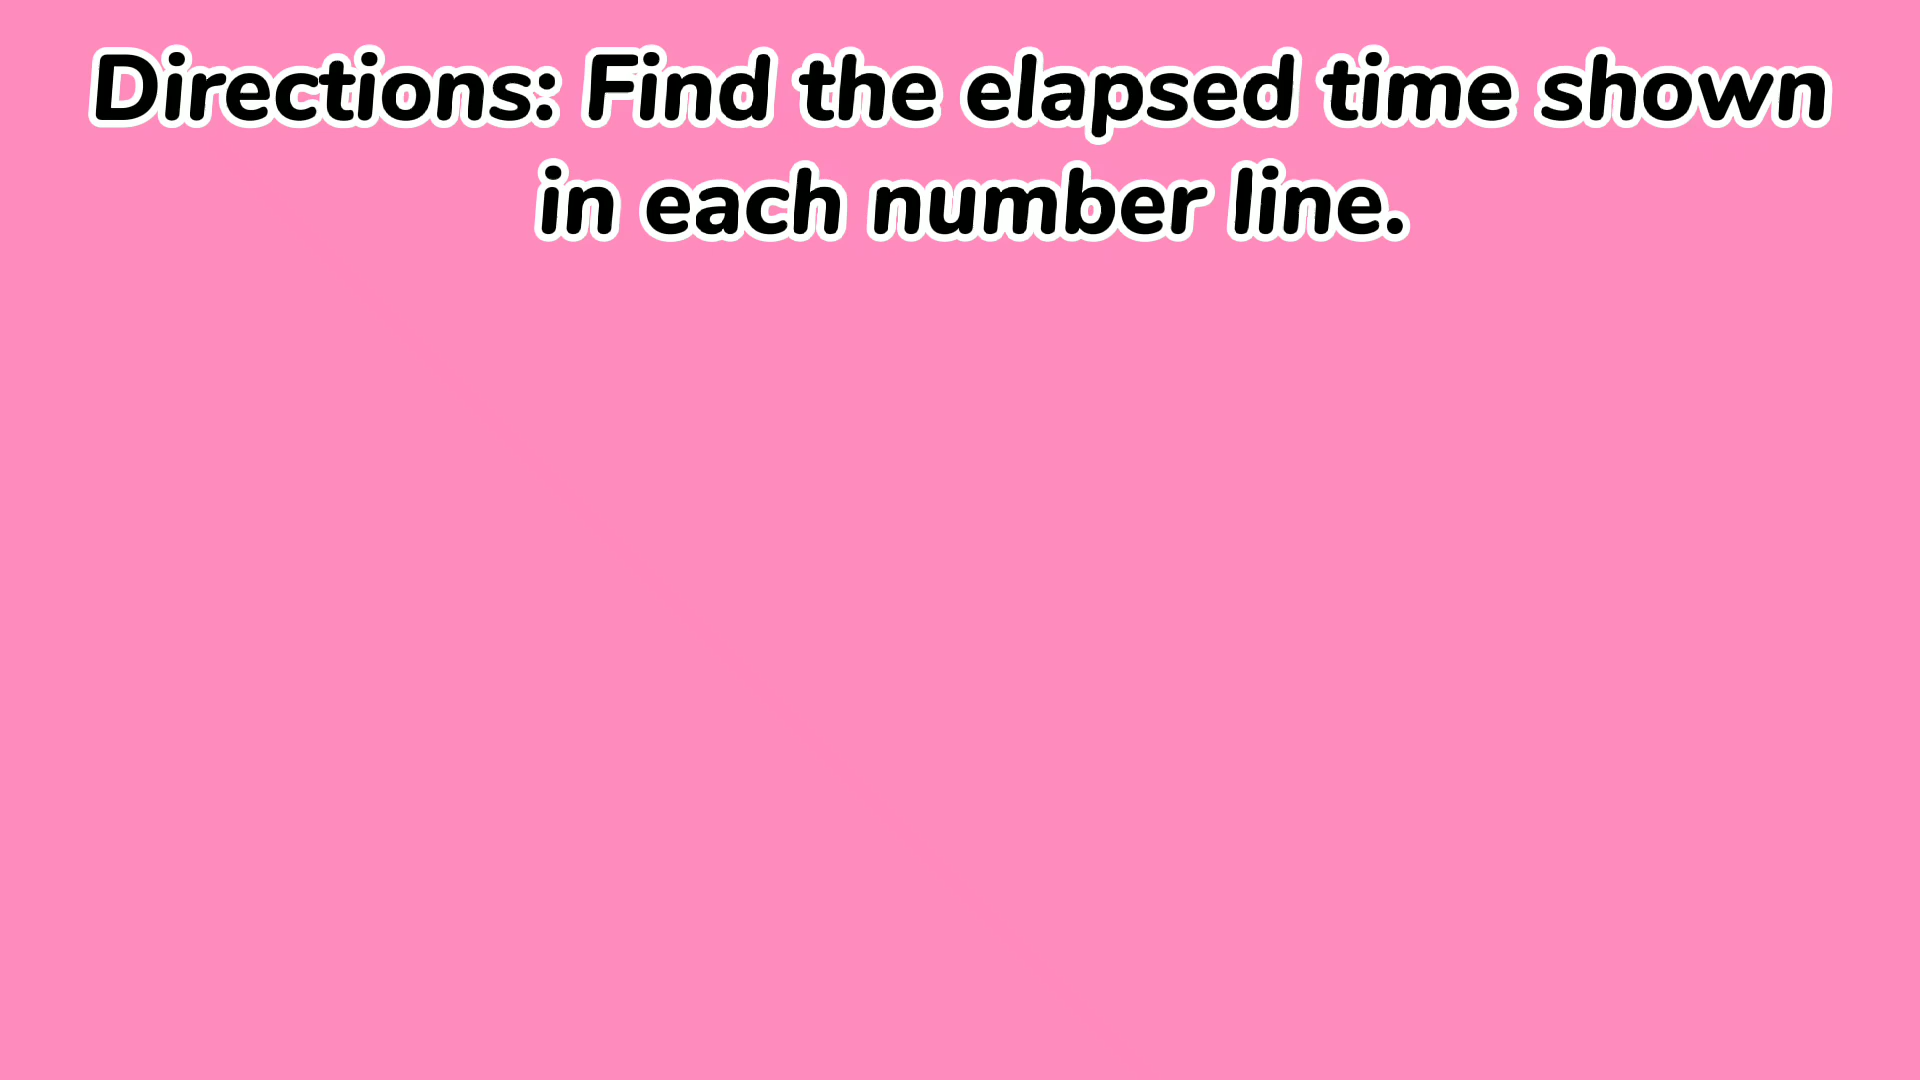 Directions: Find the elapsed time shown
in each number line.